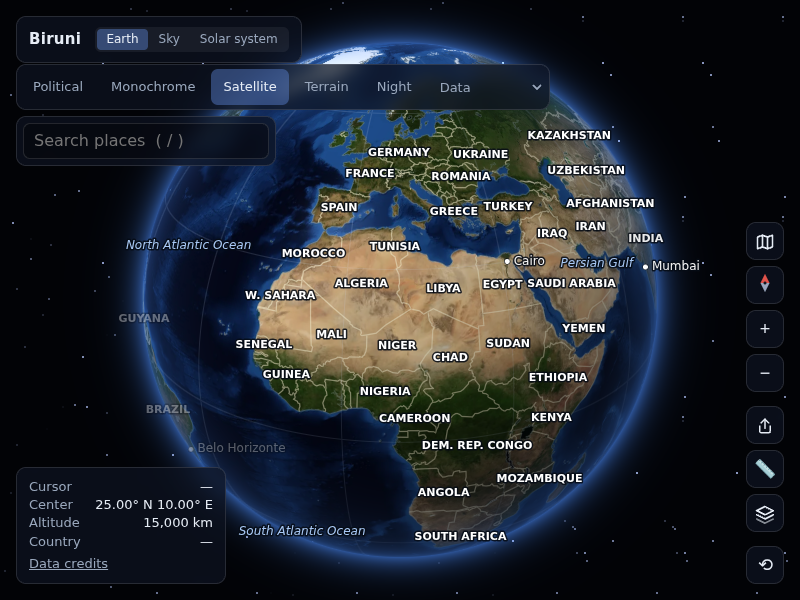 Biruni Earth Sky Solar system
Political Monochrome Satellite Terrain Night Data
Search places ( / )
KAZAKHSTAN
GERMANY UKRAINE
FRANCE ROMANIA UZBEKISTAN
SPAIN GREECE TURKEY AFGHANISTAN
IRAQ IRAN INDIA
North Atlantic Ocean MOROCCO TUNISIA
Cairo Persian Gulf Mumbai
W. SAHARA ALGERIA LIBYA EGYPT SAUDI ARABIA
GUYANA
SENEGAL MALI NIGER CHAD SUDAN YEMEN
GUINEA NIGERIA ETHIOPIA
BRAZIL CAMEROON KENYA
Belo Horizonte DEM. REP. CONGO
ANGOLA MOZAMBIQUE
South Atlantic Ocean SOUTH AFRICA
Cursor —
Center 25.00° N 10.00° E
Altitude 15,000 km
Country —
Data credits